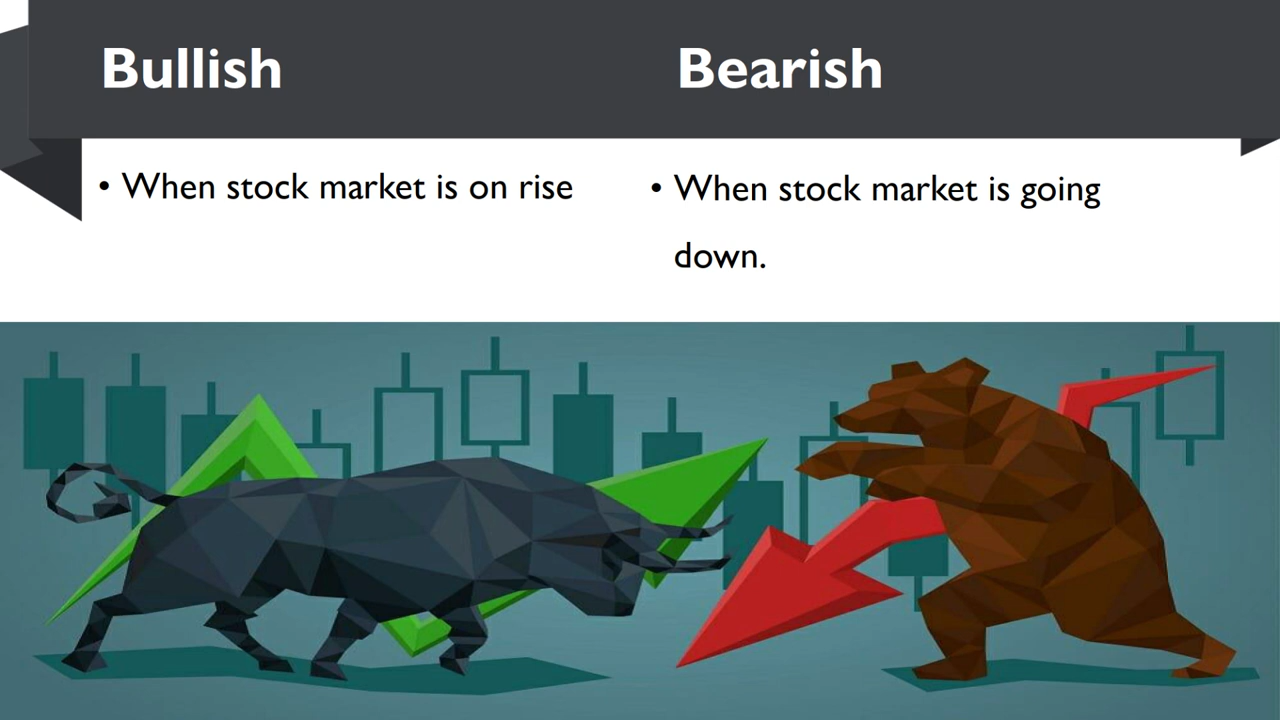 Bullish
Bearish
• When stock market is on rise
• When stock market is going
down.